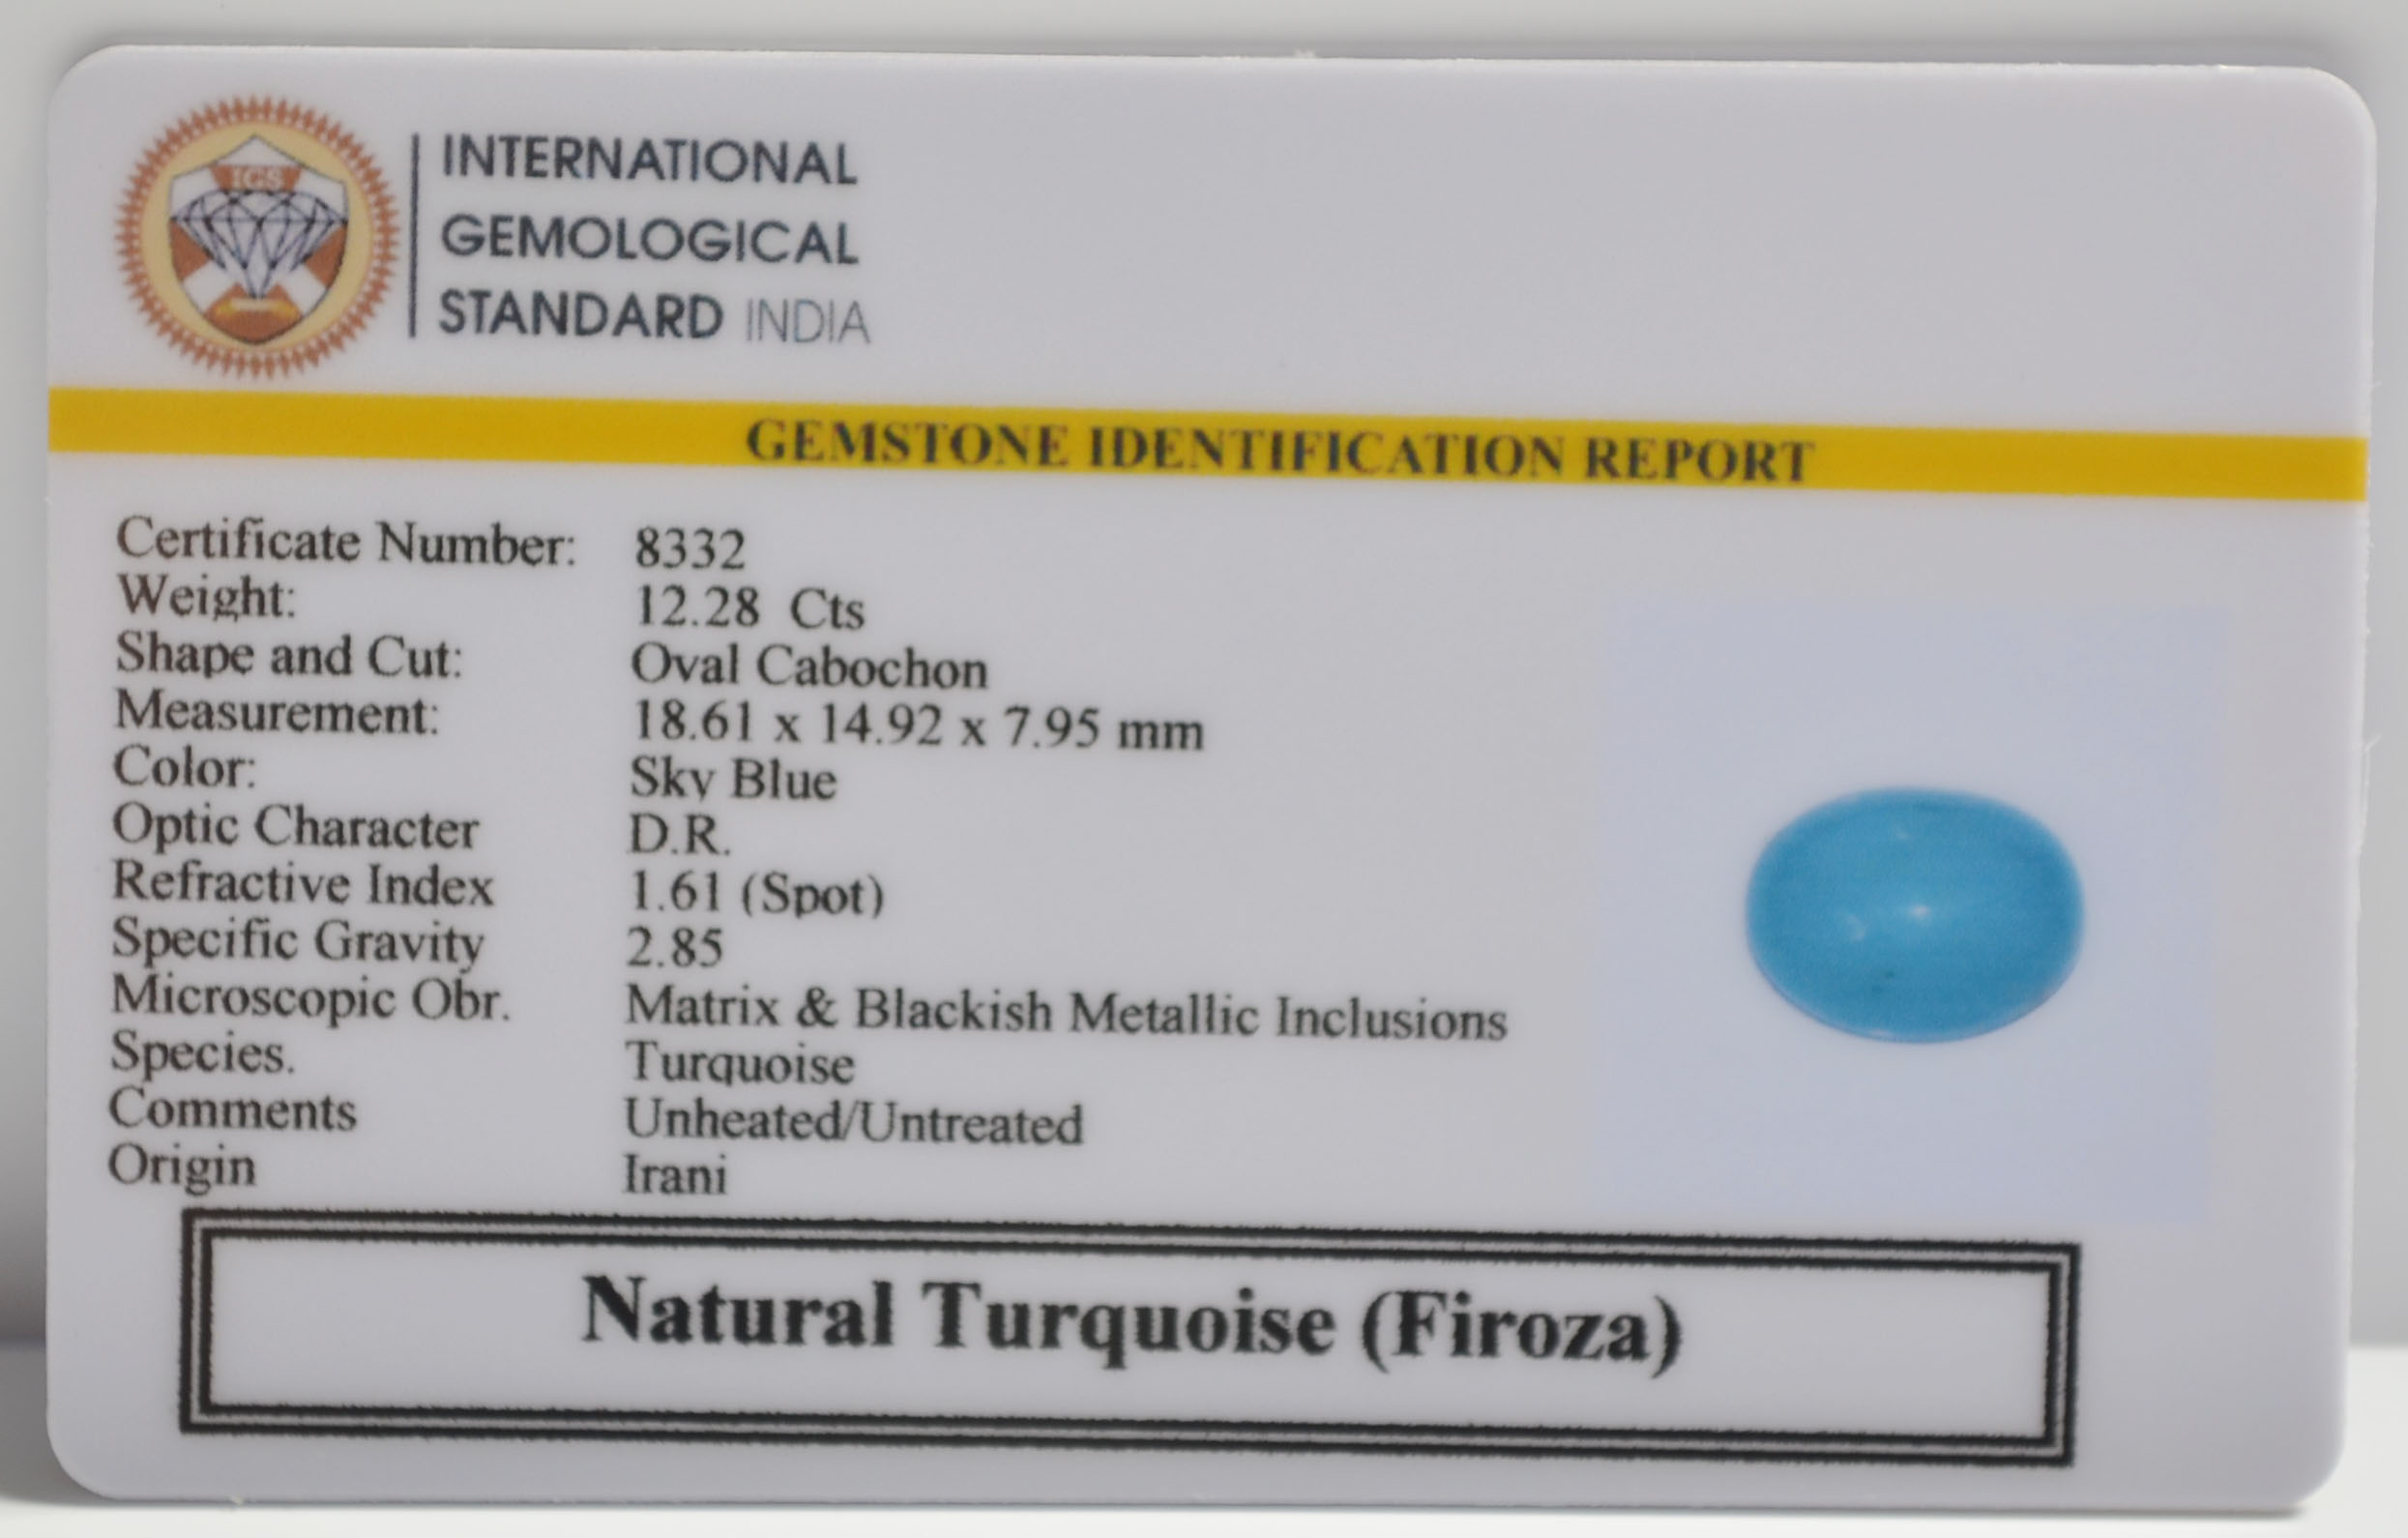 IGS
INTERNATIONAL
GEMOLOGICAL
STANDARD INDIA
GEMSTONE IDENTIFICATION REPORT
Certificate Number: 8332
Weight: 12.28 Cts
Shape and Cut: Oval Cabochon
Measurement: 18.61 x 14.92 x 7.95 mm
Color: Sky Blue
Optic Character D.R.
Refractive Index 1.61 (Spot)
Specific Gravity 2.85
Microscopic Obr. Matrix & Blackish Metallic Inclusions
Species. Turquoise
Comments Unheated/Untreated
Origin Irani
Natural Turquoise (Firoza)